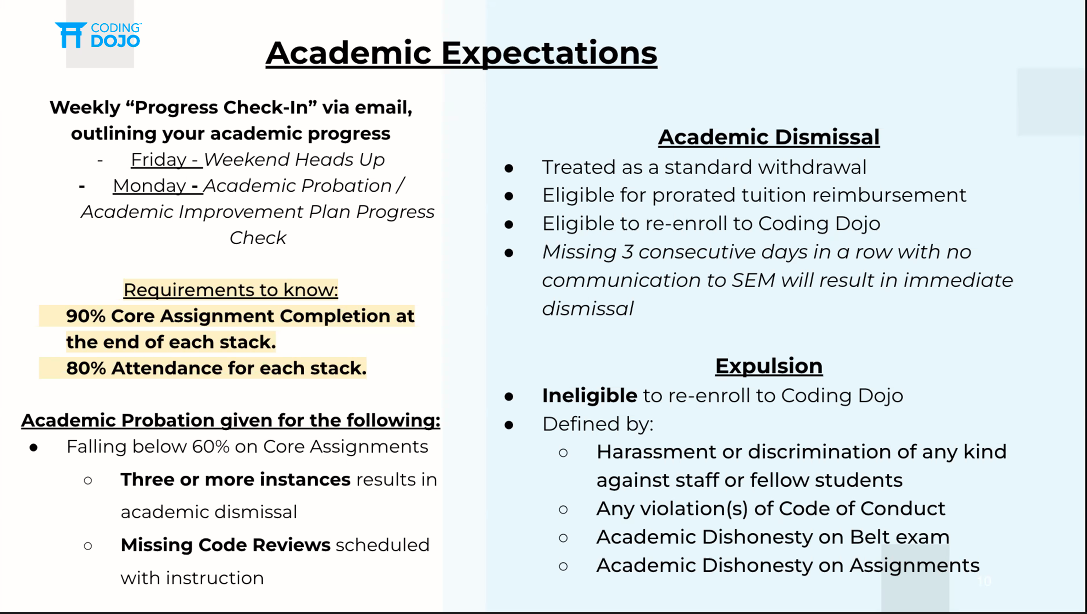 CODING
DOJO
Academic Expectations
Weekly “Progress Check-In” via email,
outlining your academic progress
- Friday - Weekend Heads Up
- Monday - Academic Probation /
Academic Improvement Plan Progress
Check
Requirements to know:
90% Core Assignment Completion at
the end of each stack.
80% Attendance for each stack.
Academic Probation given for the following:
● Falling below 60% on Core Assignments
○ Three or more instances results in
academic dismissal
○ Missing Code Reviews scheduled
with instruction
Academic Dismissal
● Treated as a standard withdrawal
● Eligible for prorated tuition reimbursement
● Eligible to re-enroll to Coding Dojo
● Missing 3 consecutive days in a row with no
communication to SEM will result in immediate
dismissal
Expulsion
● Ineligible to re-enroll to Coding Dojo
● Defined by:
○ Harassment or discrimination of any kind
against staff or fellow students
○ Any violation(s) of Code of Conduct
○ Academic Dishonesty on Belt exam
○ Academic Dishonesty on Assignments
10